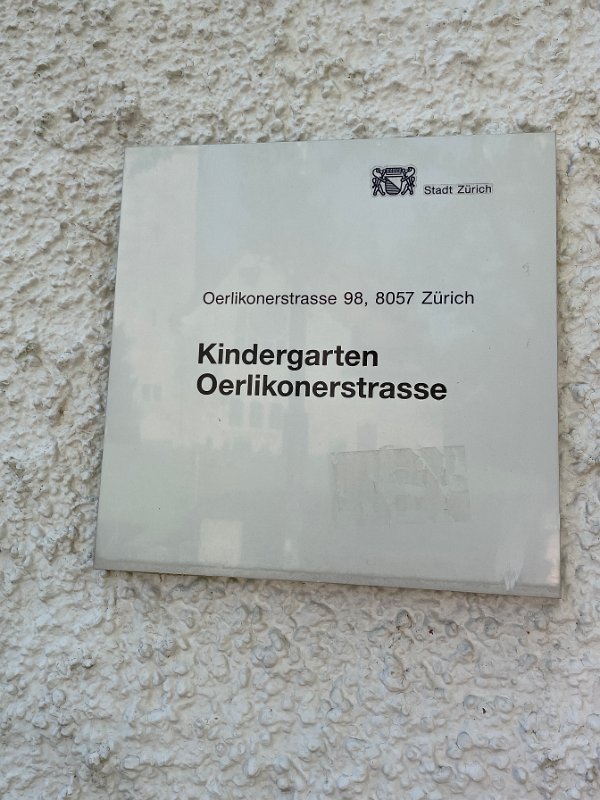 Stadt Zürich
Oerlikonerstrasse 98, 8057 Zürich
Kindergarten
Oerlikonerstrasse